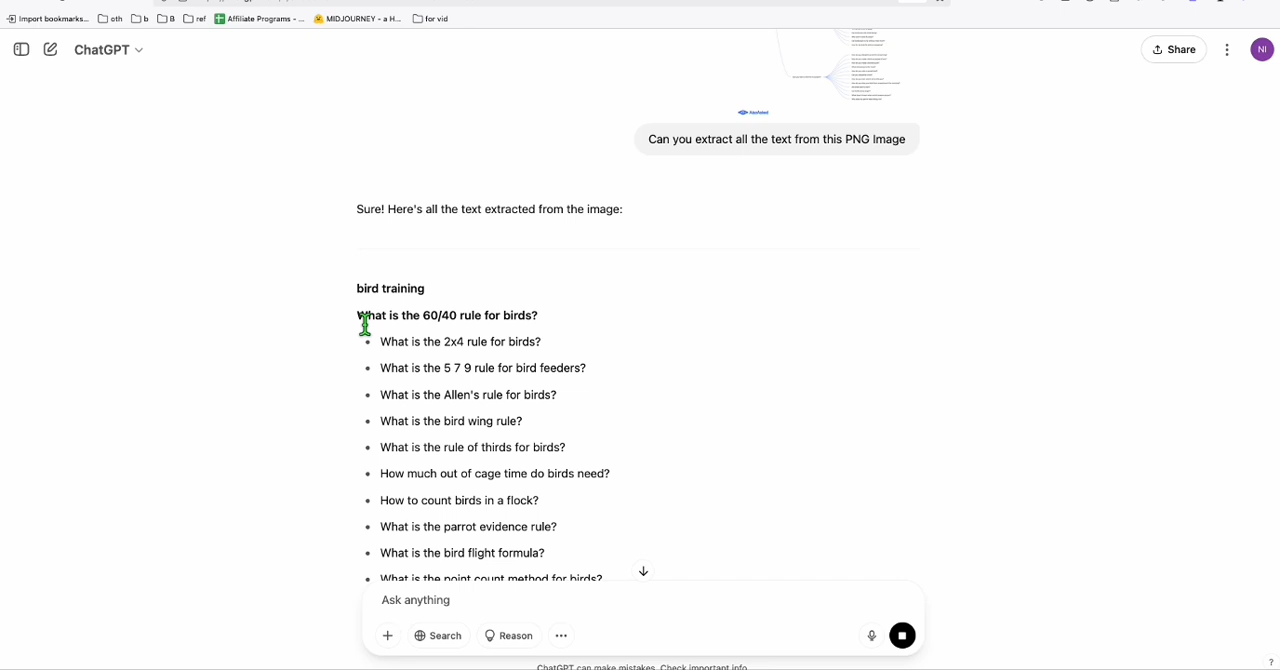 Import bookmarks...
oth
b
B
ref
Affiliate Programs - ...
MIDJOURNEY - a H...
for vid
ChatGPT
Share
NI
Can you extract all the text from this PNG Image
Sure! Here's all the text extracted from the image:
bird training
What is the 60/40 rule for birds?
What is the 2x4 rule for birds?
What is the 5 7 9 rule for bird feeders?
What is the Allen's rule for birds?
What is the bird wing rule?
What is the rule of thirds for birds?
How much out of cage time do birds need?
How to count birds in a flock?
What is the parrot evidence rule?
What is the bird flight formula?
What is the point count method for birds?
Ask anything
Search
Reason
ChatGPT can make mistakes. Check important info.
?